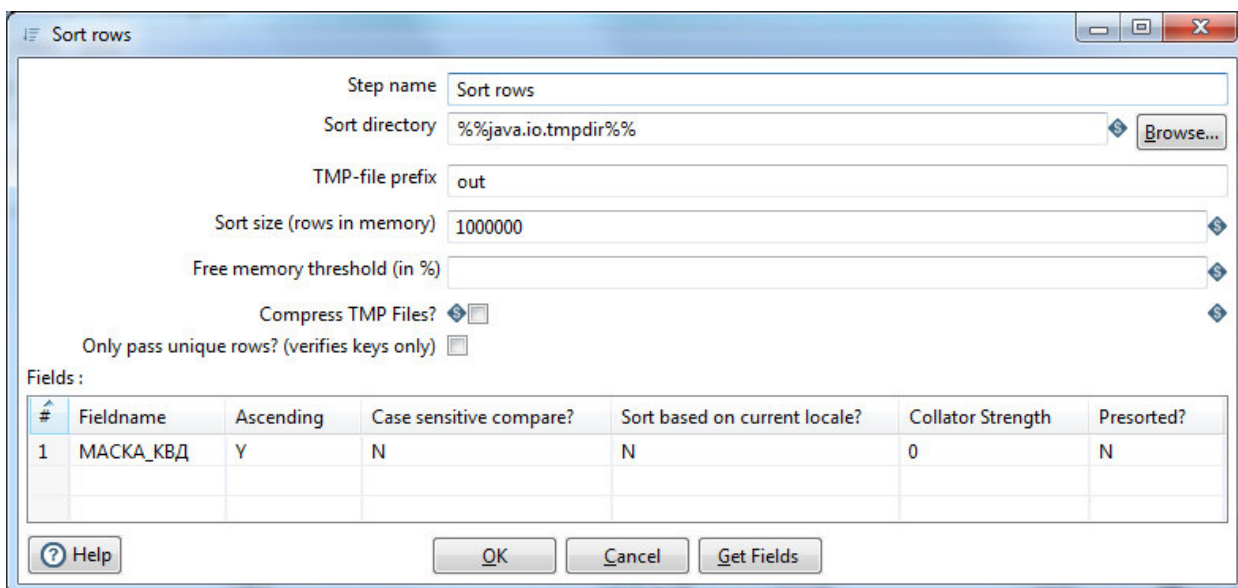 Sort rows
Step name Sort rows
Sort directory %%java.io.tmpdir%% Browse...
TMP-file prefix out
Sort size (rows in memory) 1000000
Free memory threshold (in %)
Compress TMP Files?
Only pass unique rows? (verifies keys only)
Fields :
# Fieldname Ascending Case sensitive compare? Sort based on current locale? Collator Strength Presorted?
1 МАСКА_КВД Y N N 0 N
Help OK Cancel Get Fields